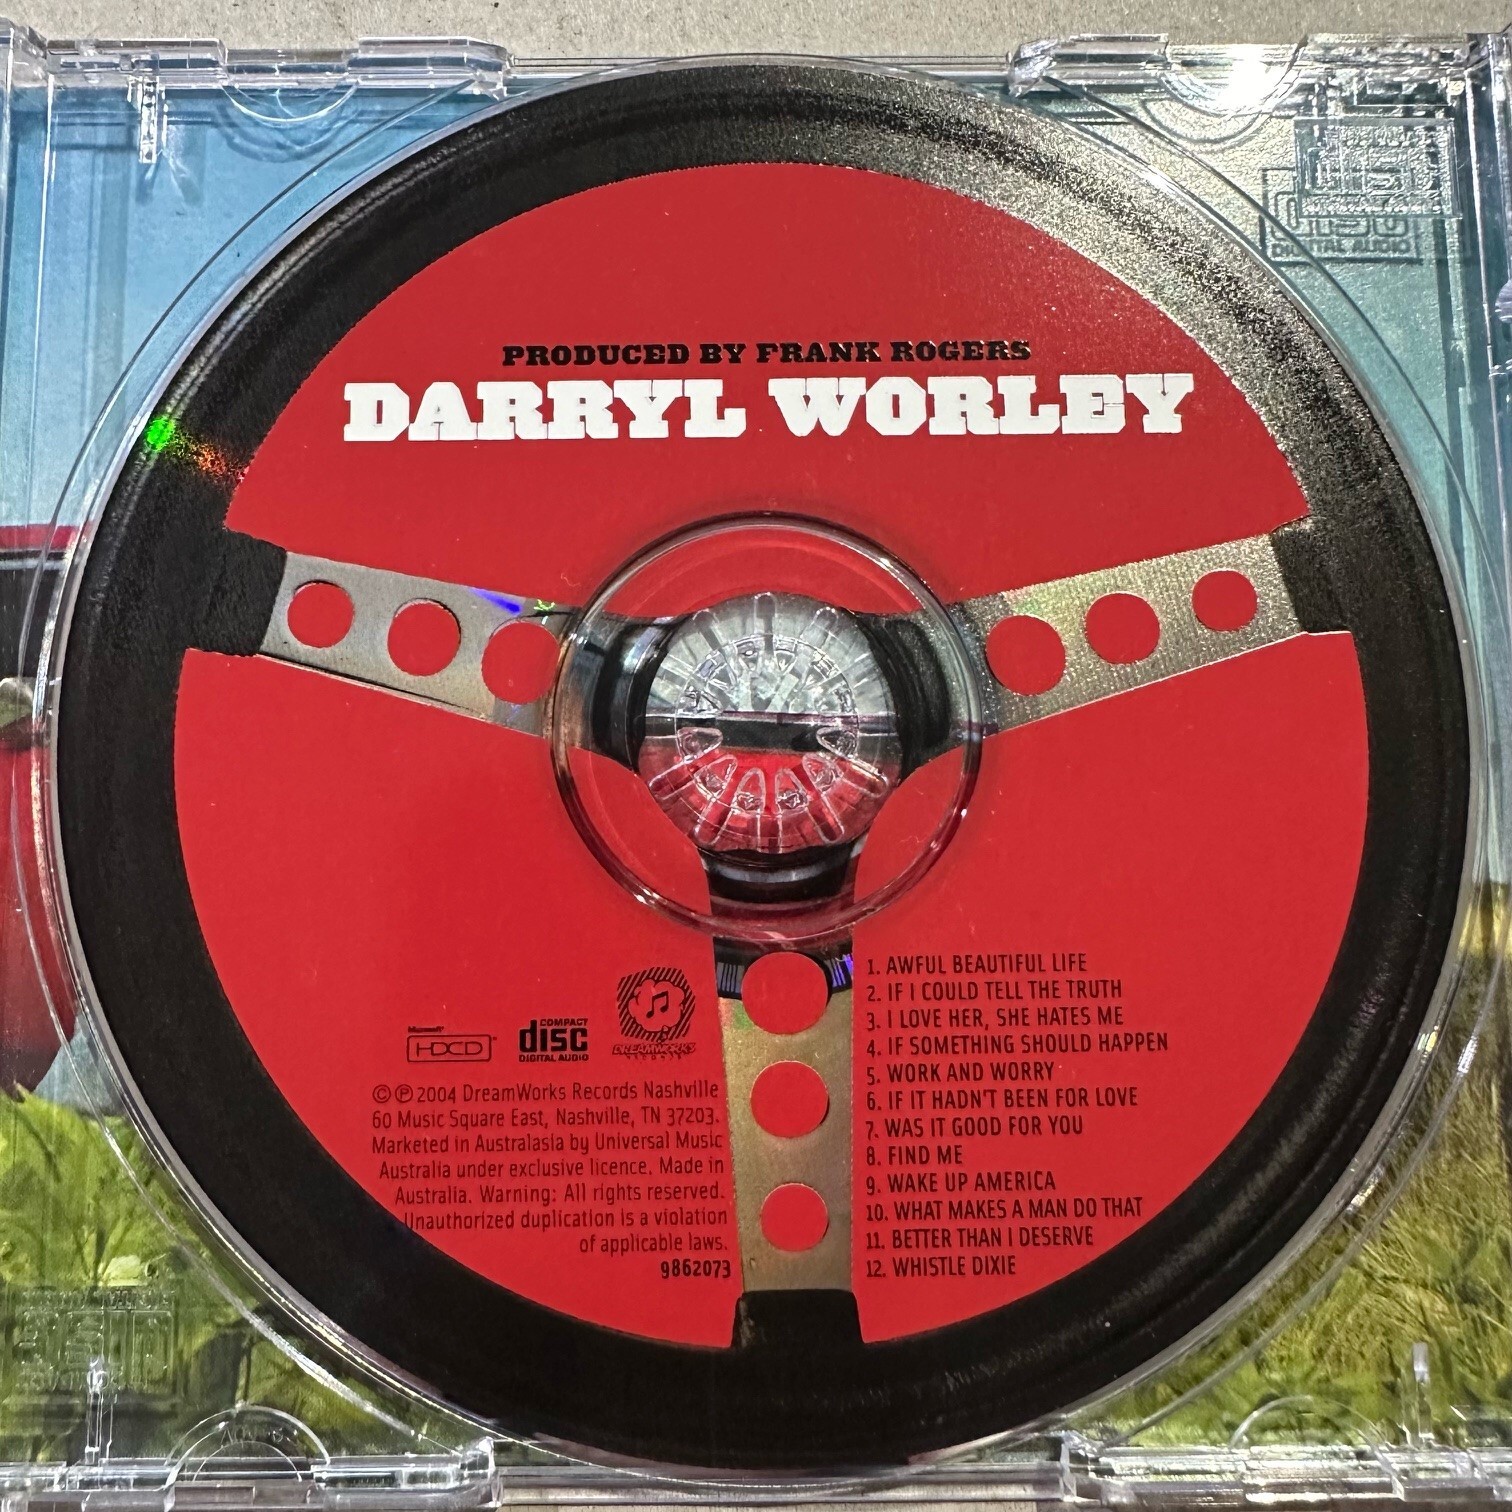 PRODUCED BY FRANK ROGERS
DARRYL WORLEY
DIGITAL AUDIO
Microsoft
HDCD
COMPACT
disc
DIGITAL AUDIO
DREAMWORKS
©℗ 2004 DreamWorks Records Nashville
60 Music Square East, Nashville, TN 37203.
Marketed in Australasia by Universal Music
Australia under exclusive licence. Made in
Australia. Warning: All rights reserved.
Unauthorized duplication is a violation
of applicable laws.
9862073
1. AWFUL BEAUTIFUL LIFE
2. IF I COULD TELL THE TRUTH
3. I LOVE HER, SHE HATES ME
4. IF SOMETHING SHOULD HAPPEN
5. WORK AND WORRY
6. IF IT HADN'T BEEN FOR LOVE
7. WAS IT GOOD FOR YOU
8. FIND ME
9. WAKE UP AMERICA
10. WHAT MAKES A MAN DO THAT
11. BETTER THAN I DESERVE
12. WHISTLE DIXIE